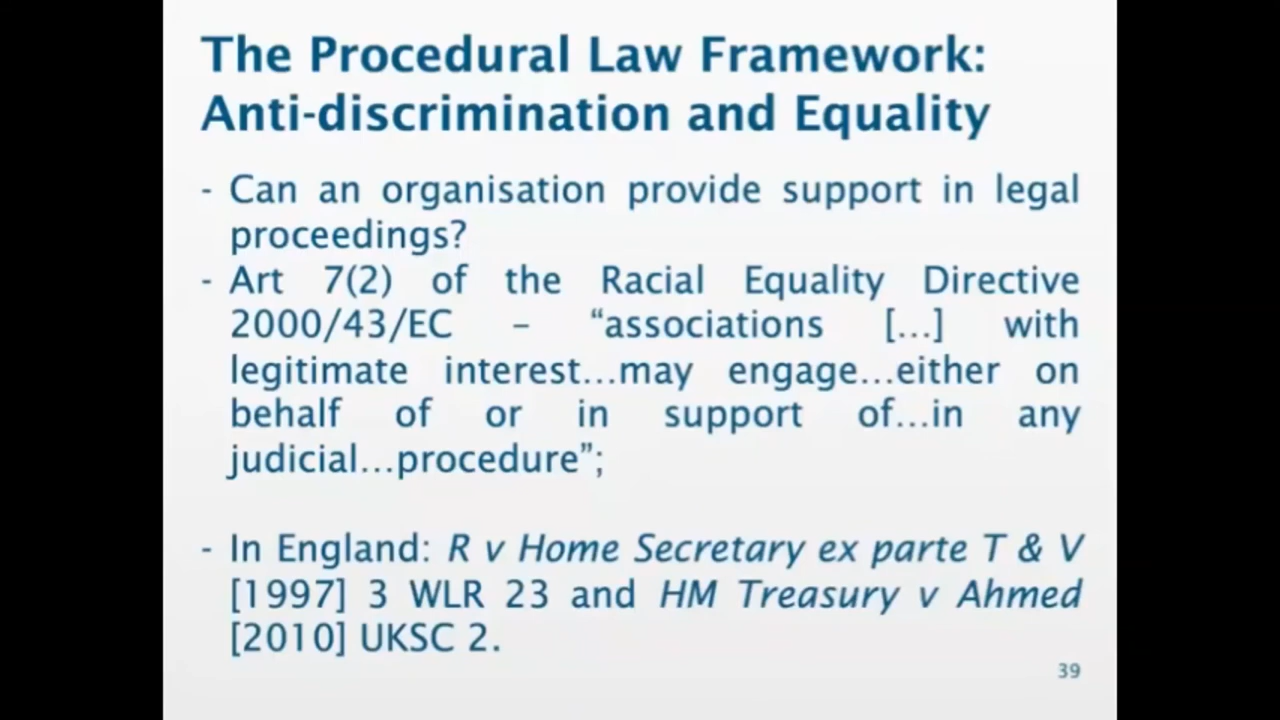 The Procedural Law Framework:
Anti-discrimination and Equality
- Can an organisation provide support in legal
proceedings?
- Art 7(2) of the Racial Equality Directive
2000/43/EC – “associations [...] with
legitimate interest...may engage...either on
behalf of or in support of...in any
judicial...procedure”;
- In England: R v Home Secretary ex parte T & V
[1997] 3 WLR 23 and HM Treasury v Ahmed
[2010] UKSC 2.
39